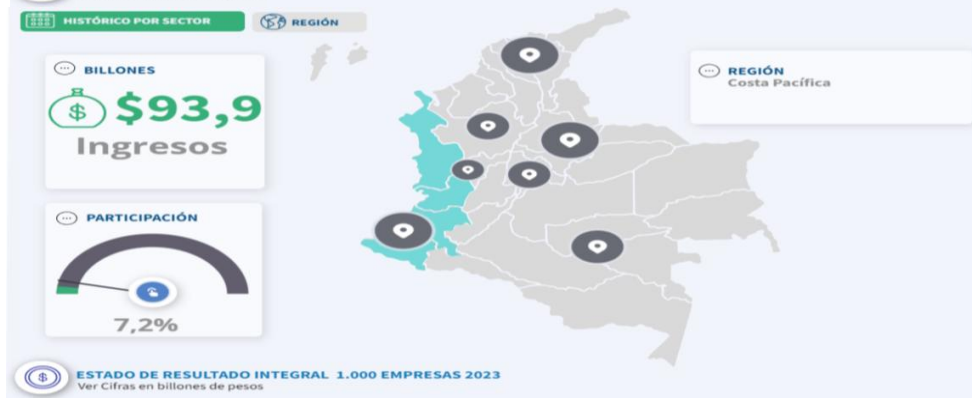 HISTÓRICO POR SECTOR
REGIÓN
BILLONES
$93,9
Ingresos
REGIÓN
Costa Pacífica
PARTICIPACIÓN
7,2%
ESTADO DE RESULTADO INTEGRAL 1.000 EMPRESAS 2023
Ver Cifras en billones de pesos